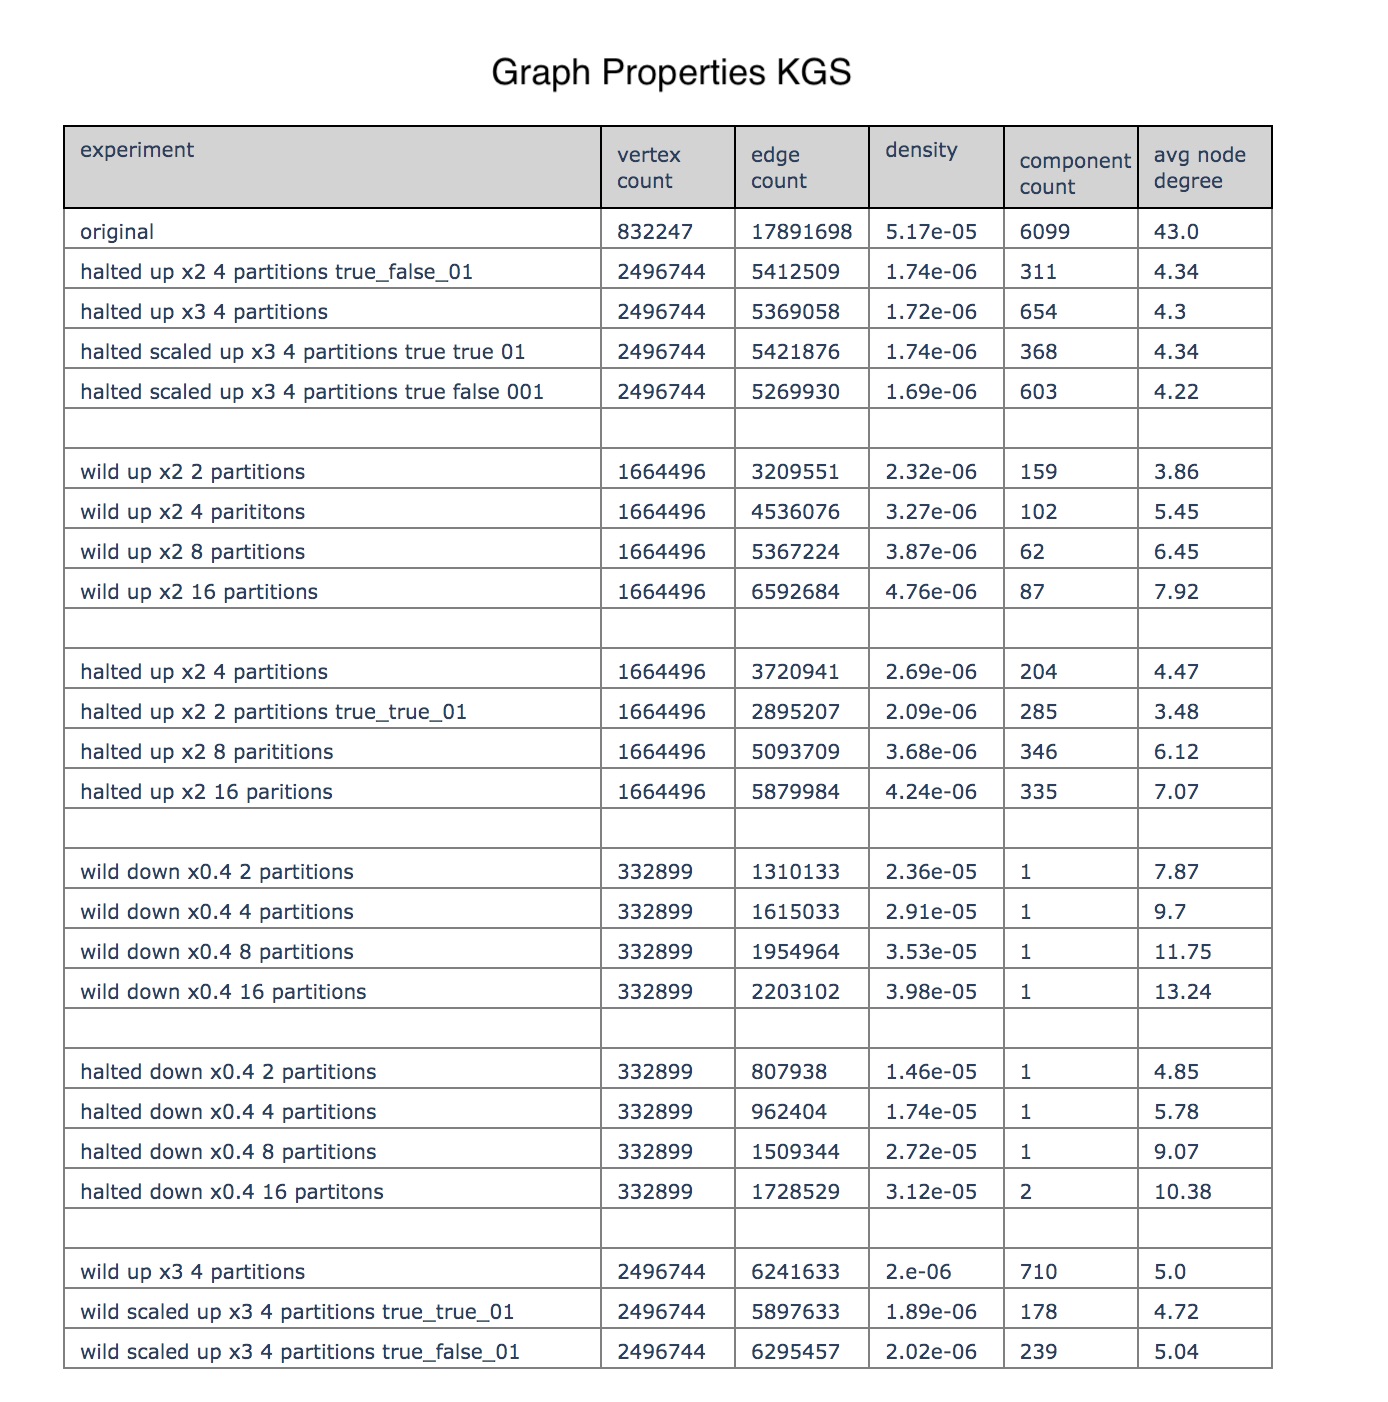 Graph Properties KGS
experiment vertex count edge count density component count avg node degree
original 832247 17891698 5.17e-05 6099 43.0
halted up x2 4 partitions true_false_01 2496744 5412509 1.74e-06 311 4.34
halted up x3 4 partitions 2496744 5369058 1.72e-06 654 4.3
halted scaled up x3 4 partitions true true 01 2496744 5421876 1.74e-06 368 4.34
halted scaled up x3 4 partitions true false 001 2496744 5269930 1.69e-06 603 4.22
wild up x2 2 partitions 1664496 3209551 2.32e-06 159 3.86
wild up x2 4 parititons 1664496 4536076 3.27e-06 102 5.45
wild up x2 8 partitions 1664496 5367224 3.87e-06 62 6.45
wild up x2 16 partitions 1664496 6592684 4.76e-06 87 7.92
halted up x2 4 partitions 1664496 3720941 2.69e-06 204 4.47
halted up x2 2 partitions true_true_01 1664496 2895207 2.09e-06 285 3.48
halted up x2 8 parititions 1664496 5093709 3.68e-06 346 6.12
halted up x2 16 paritions 1664496 5879984 4.24e-06 335 7.07
wild down x0.4 2 partitions 332899 1310133 2.36e-05 1 7.87
wild down x0.4 4 partitions 332899 1615033 2.91e-05 1 9.7
wild down x0.4 8 partitions 332899 1954964 3.53e-05 1 11.75
wild down x0.4 16 partitions 332899 2203102 3.98e-05 1 13.24
halted down x0.4 2 partitions 332899 807938 1.46e-05 1 4.85
halted down x0.4 4 partitions 332899 962404 1.74e-05 1 5.78
halted down x0.4 8 partitions 332899 1509344 2.72e-05 1 9.07
halted down x0.4 16 partitons 332899 1728529 3.12e-05 2 10.38
wild up x3 4 partitions 2496744 6241633 2.e-06 710 5.0
wild scaled up x3 4 partitions true_true_01 2496744 5897633 1.89e-06 178 4.72
wild scaled up x3 4 partitions true_false_01 2496744 6295457 2.02e-06 239 5.04